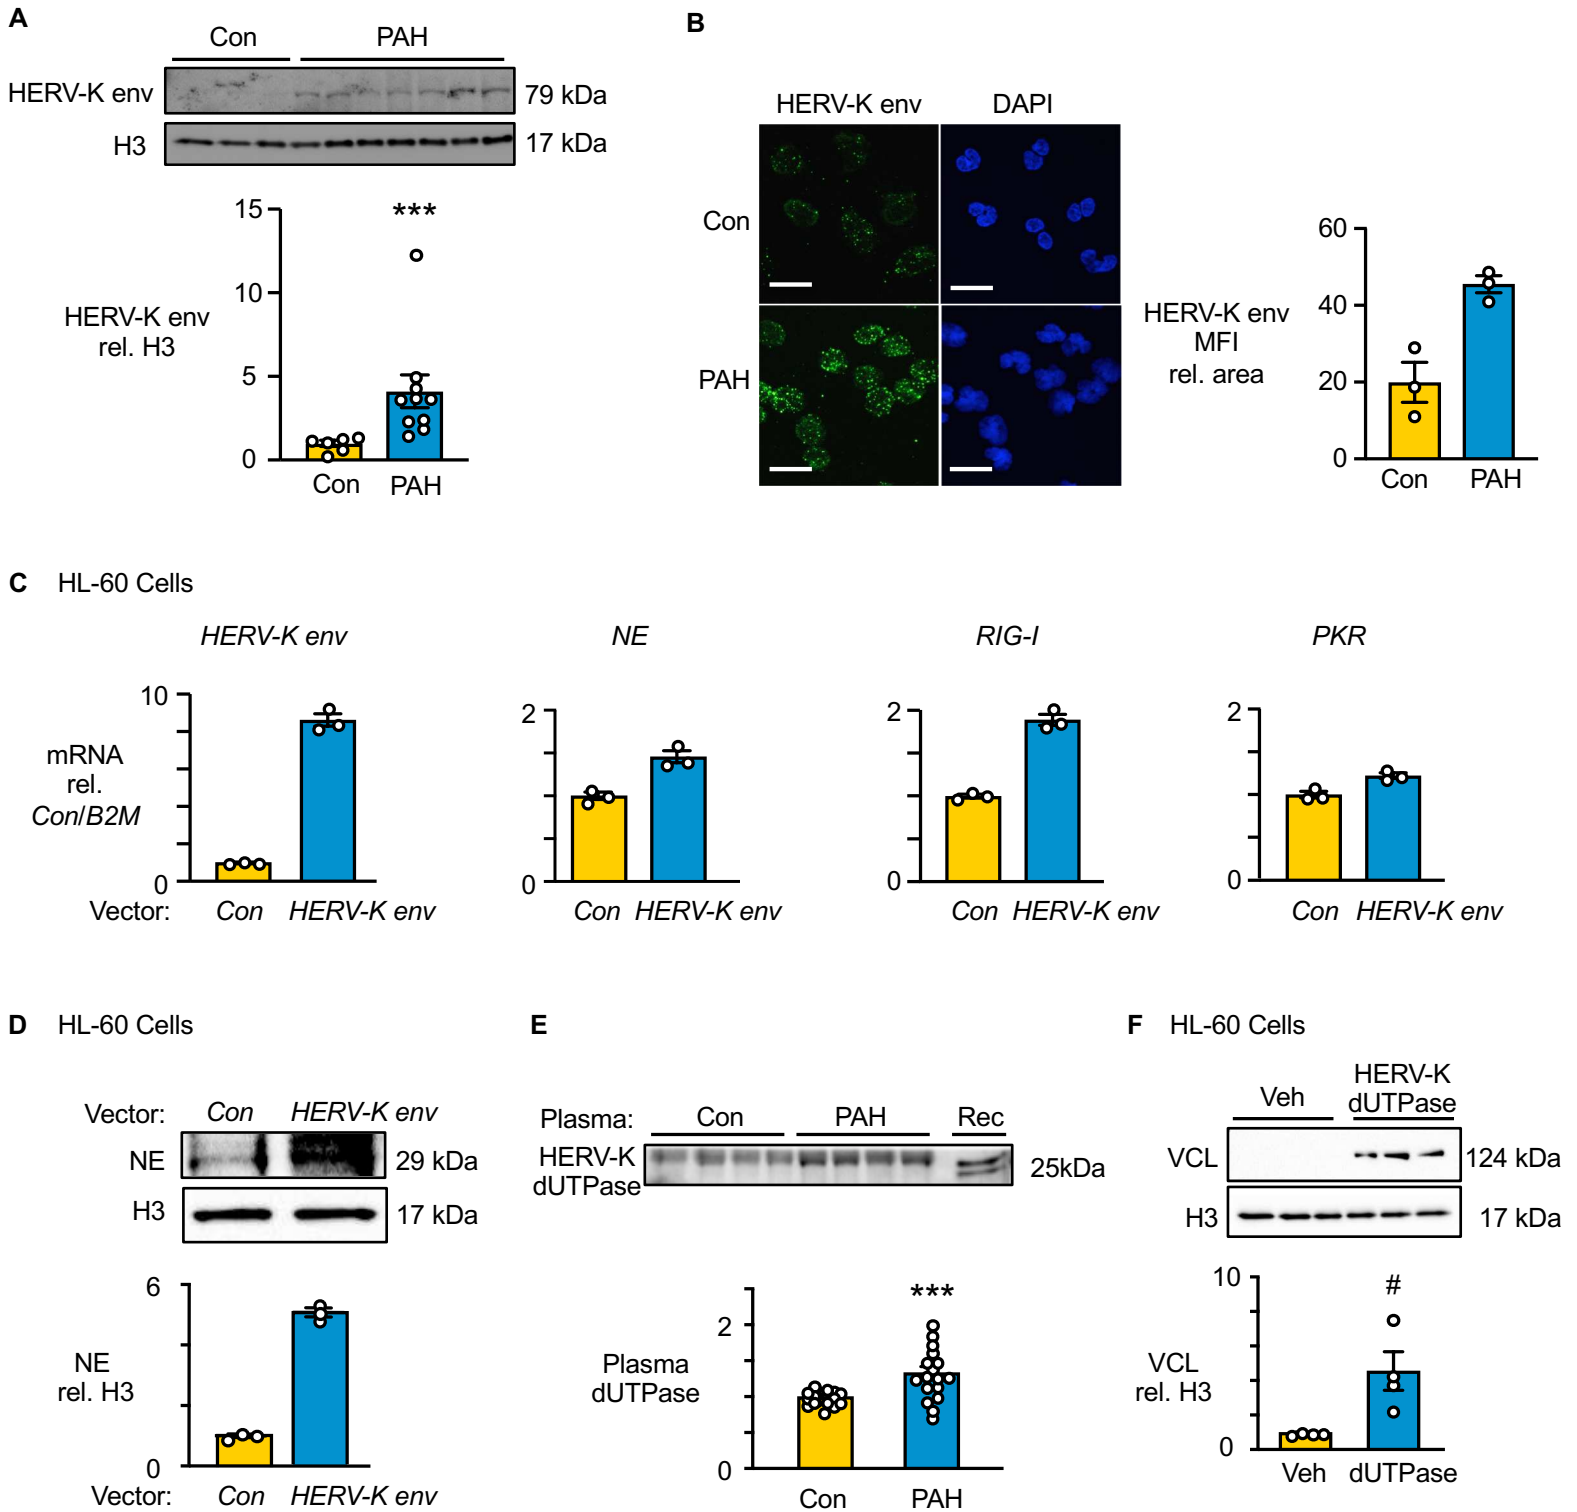 A
Con PAH
HERV-K env 79 kDa
H3 17 kDa
15
10
5
0
***
HERV-K env
rel. H3
Con PAH
B
HERV-K env DAPI
Con
PAH
60
40
20
0
HERV-K env
MFI
rel. area
Con PAH
C HL-60 Cells
HERV-K env NE RIG-I PKR
mRNA
rel.
Con/B2M
10
0
2
0
2
0
2
0
Vector: Con HERV-K env Con HERV-K env Con HERV-K env Con HERV-K env
D HL-60 Cells
Vector: Con HERV-K env
NE 29 kDa
H3 17 kDa
6
0
NE
rel. H3
Vector: Con HERV-K env
E
Plasma: Con PAH Rec
HERV-K
dUTPase
25kDa
2
0
***
Plasma
dUTPase
Con PAH
F HL-60 Cells
Veh HERV-K
dUTPase
VCL 124 kDa
H3 17 kDa
10
0
#
VCL
rel. H3
Veh dUTPase